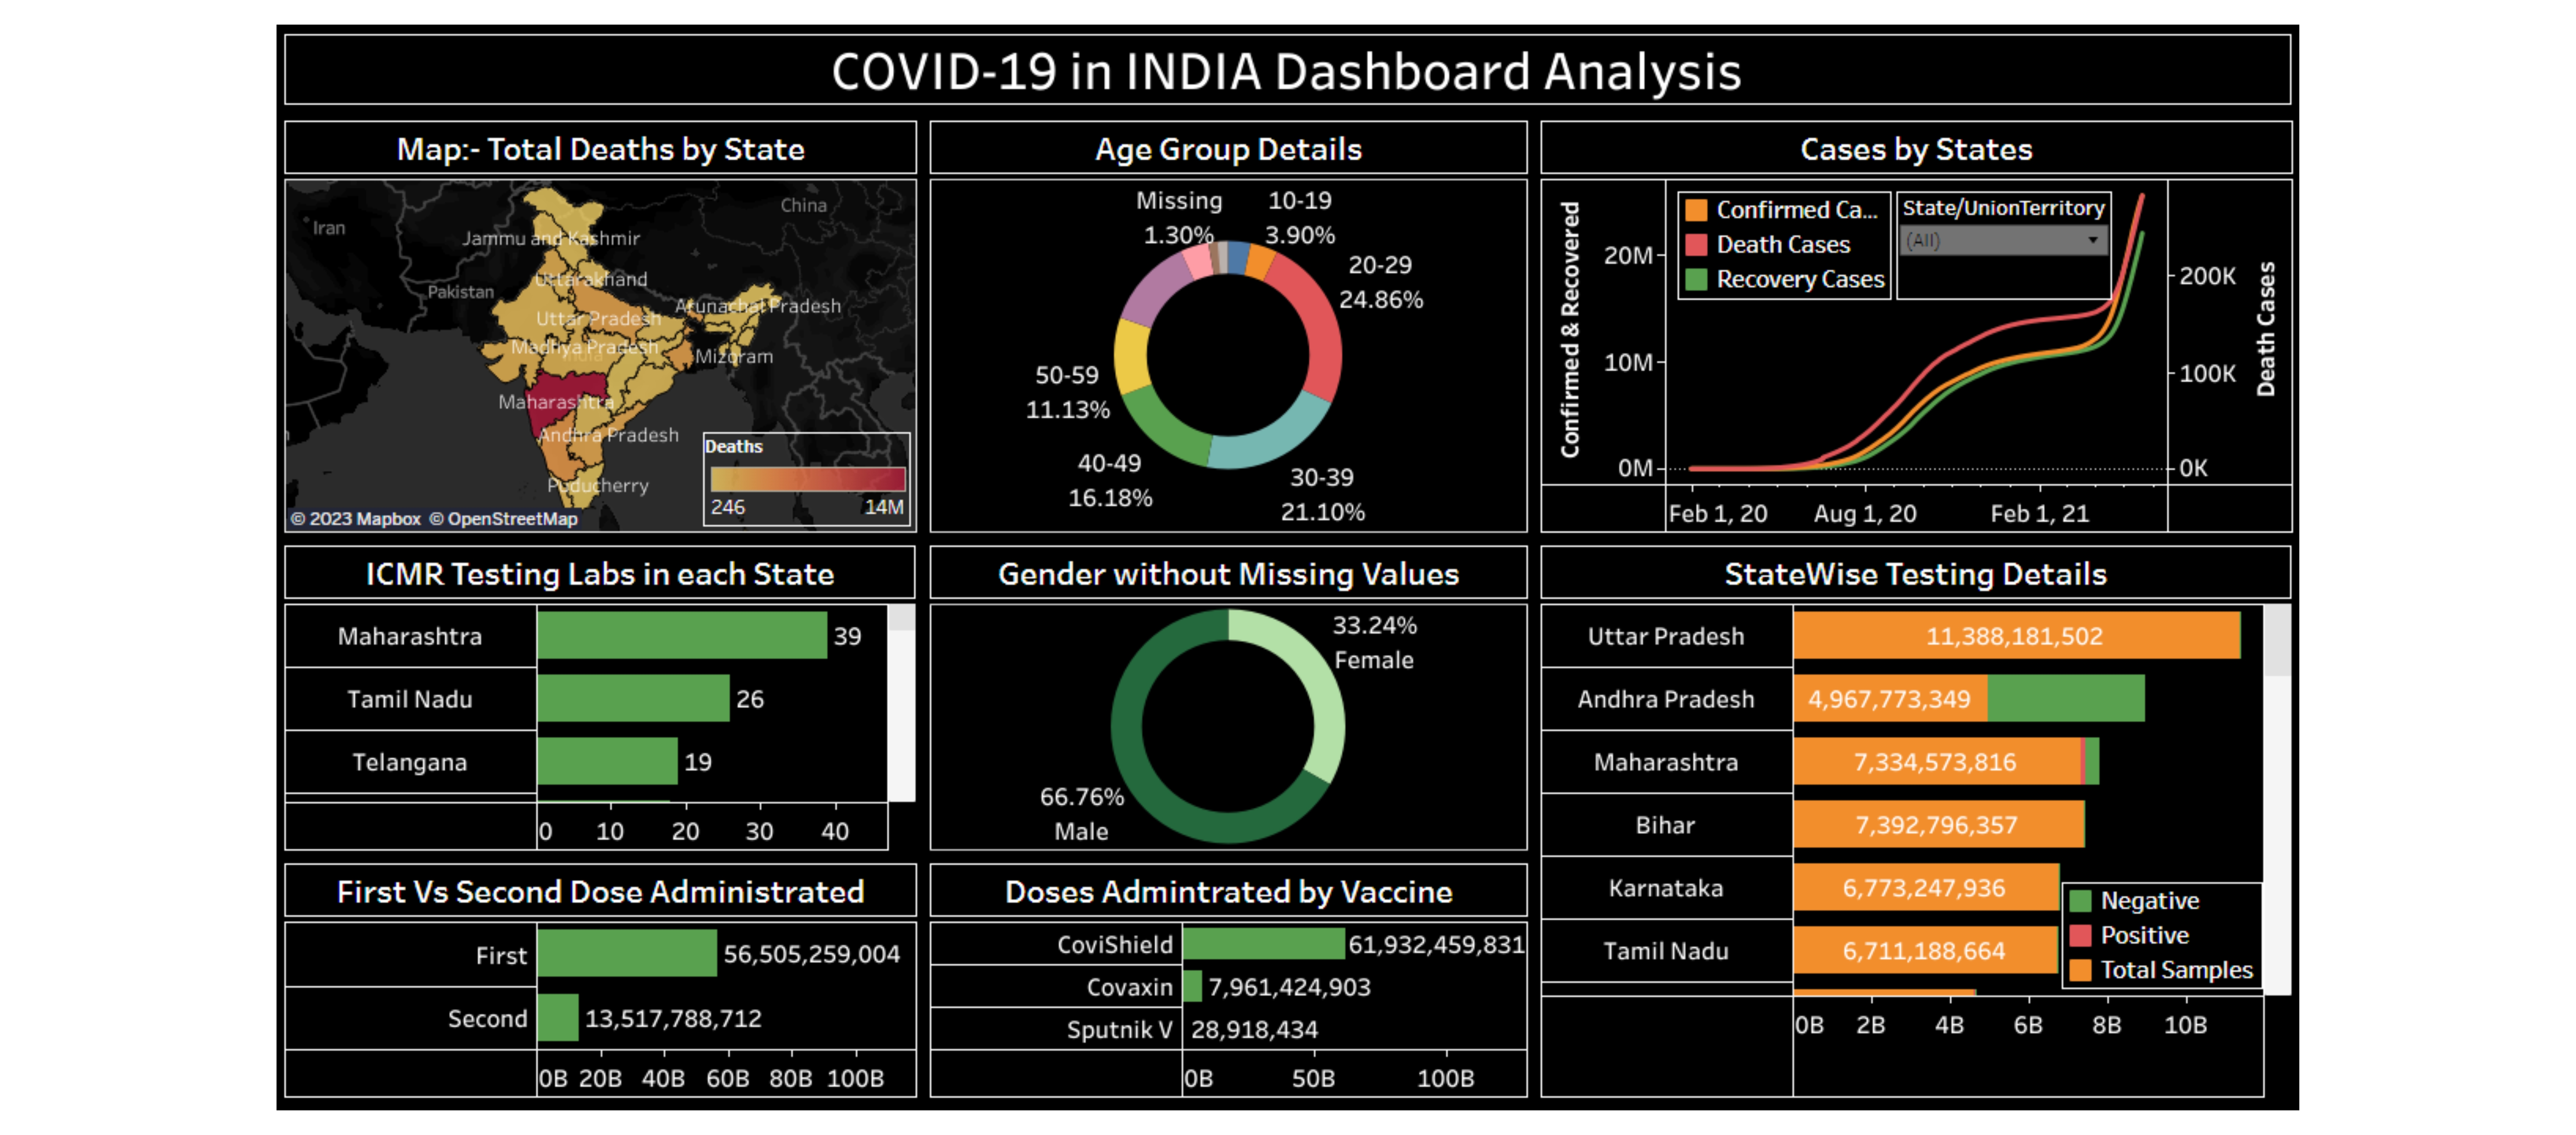 COVID-19 in INDIA Dashboard Analysis
Map:- Total Deaths by State
Iran
China
Jammu and Kashmir
Uttarakhand
Pakistan
Arunachal Pradesh
Uttar Pradesh
Madhya Pradesh
India
Mizoram
Maharashtra
Andhra Pradesh
Puducherry
Deaths
246 14M
© 2023 Mapbox © OpenStreetMap
Age Group Details
Missing
1.30%
10-19
3.90%
20-29
24.86%
50-59
11.13%
40-49
16.18%
30-39
21.10%
Cases by States
Confirmed & Recovered
20M
10M
0M
Confirmed Ca...
Death Cases
Recovery Cases
State/UnionTerritory
(All)
200K
100K
0K
Death Cases
Feb 1, 20 Aug 1, 20 Feb 1, 21
ICMR Testing Labs in each State
Maharashtra 39
Tamil Nadu 26
Telangana 19
0 10 20 30 40
Gender without Missing Values
33.24%
Female
66.76%
Male
StateWise Testing Details
Uttar Pradesh 11,388,181,502
Andhra Pradesh 4,967,773,349
Maharashtra 7,334,573,816
Bihar 7,392,796,357
Karnataka 6,773,247,936
Tamil Nadu 6,711,188,664
Negative
Positive
Total Samples
0B 2B 4B 6B 8B 10B
First Vs Second Dose Administrated
First 56,505,259,004
Second 13,517,788,712
0B 20B 40B 60B 80B 100B
Doses Admintrated by Vaccine
CoviShield 61,932,459,831
Covaxin 7,961,424,903
Sputnik V 28,918,434
0B 50B 100B